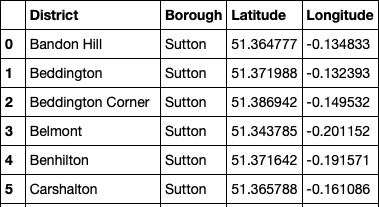 District Borough Latitude Longitude
0 Bandon Hill Sutton 51.364777 -0.134833
1 Beddington Sutton 51.371988 -0.132393
2 Beddington Corner Sutton 51.386942 -0.149532
3 Belmont Sutton 51.343785 -0.201152
4 Benhilton Sutton 51.371642 -0.191571
5 Carshalton Sutton 51.365788 -0.161086